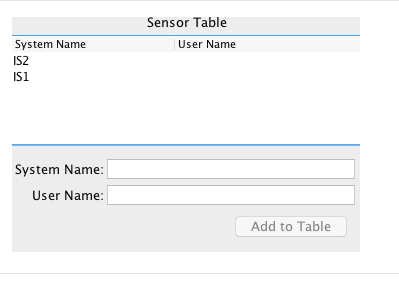 Sensor Table
System Name User Name
IS2
IS1
System Name:
User Name:
Add to Table